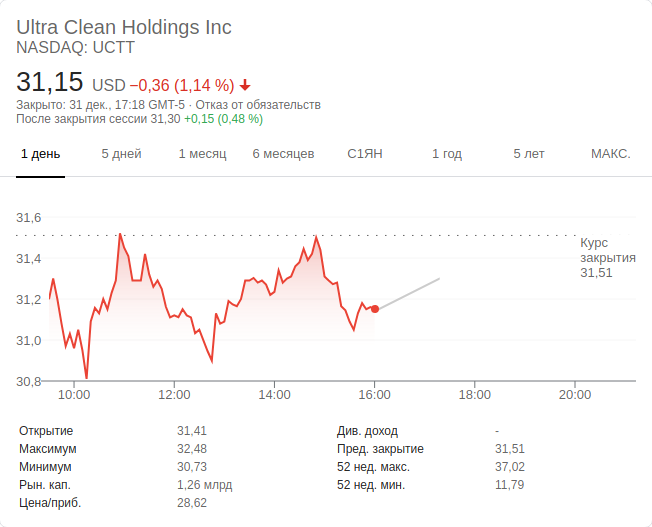 Ultra Clean Holdings Inc
NASDAQ: UCTT
31,15 USD −0,36 (1,14 %)
Закрыто: 31 дек., 17:18 GMT-5 · Отказ от обязательств
После закрытия сессии 31,30 +0,15 (0,48 %)
1 день 5 дней 1 месяц 6 месяцев С1ЯН 1 год 5 лет МАКС.
31,6
Курс
закрытия
31,51
31,4
31,2
31,0
30,8
10:00 12:00 14:00 16:00 18:00 20:00
Открытие 31,41 Див. доход -
Максимум 32,48 Пред. закрытие 31,51
Минимум 30,73 52 нед. макс. 37,02
Рын. кап. 1,26 млрд 52 нед. мин. 11,79
Цена/приб. 28,62